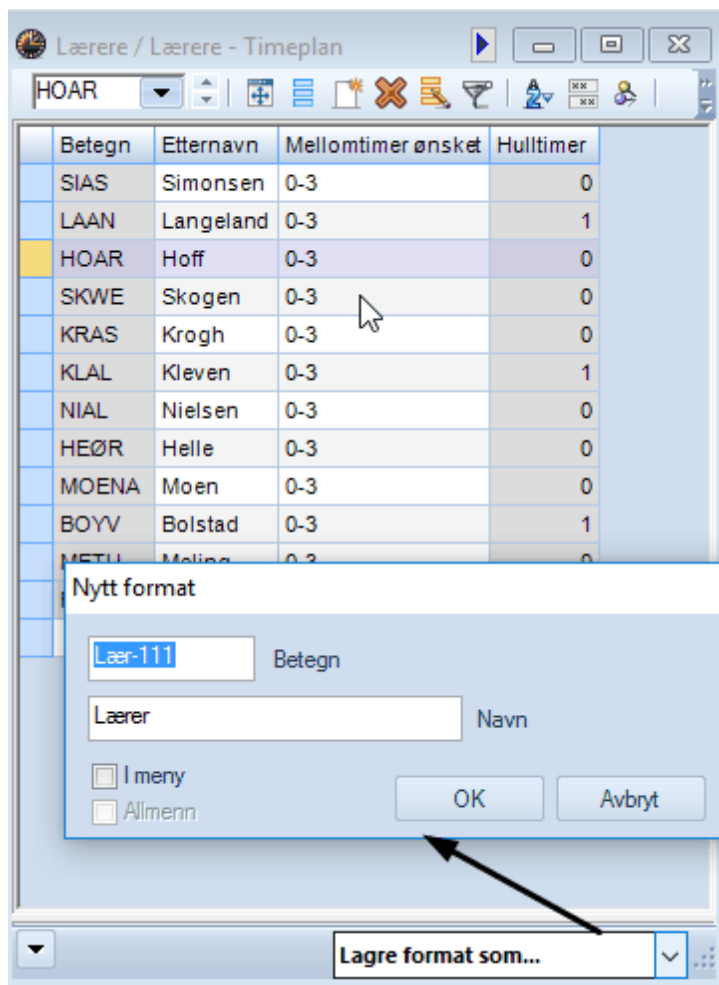 Lærere / Lærere - Timeplan
HOAR
Betegn Etternavn Mellomtimer ønsket Hulltimer
SIAS Simonsen 0-3 0
LAAN Langeland 0-3 1
HOAR Hoff 0-3 0
SKWE Skogen 0-3 0
KRAS Krogh 0-3 0
KLAL Kleven 0-3 1
NIAL Nielsen 0-3 0
HEØR Helle 0-3 0
MOENA Moen 0-3 0
BOYV Bolstad 0-3 1
Nytt format
Lær-111 Betegn
Lærer Navn
I meny
Allmenn
OK Avbryt
Lagre format som...